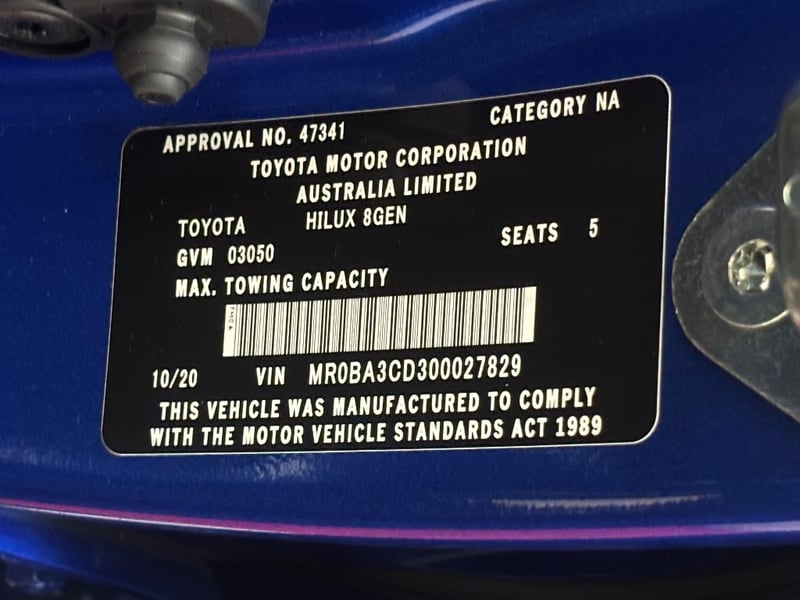 APPROVAL NO. 47341 CATEGORY NA
TOYOTA MOTOR CORPORATION
AUSTRALIA LIMITED
TOYOTA HILUX 8GEN
GVM 03050 SEATS 5
MAX. TOWING CAPACITY
TMCA
10/20 VIN MR0BA3CD300027829
THIS VEHICLE WAS MANUFACTURED TO COMPLY
WITH THE MOTOR VEHICLE STANDARDS ACT 1989